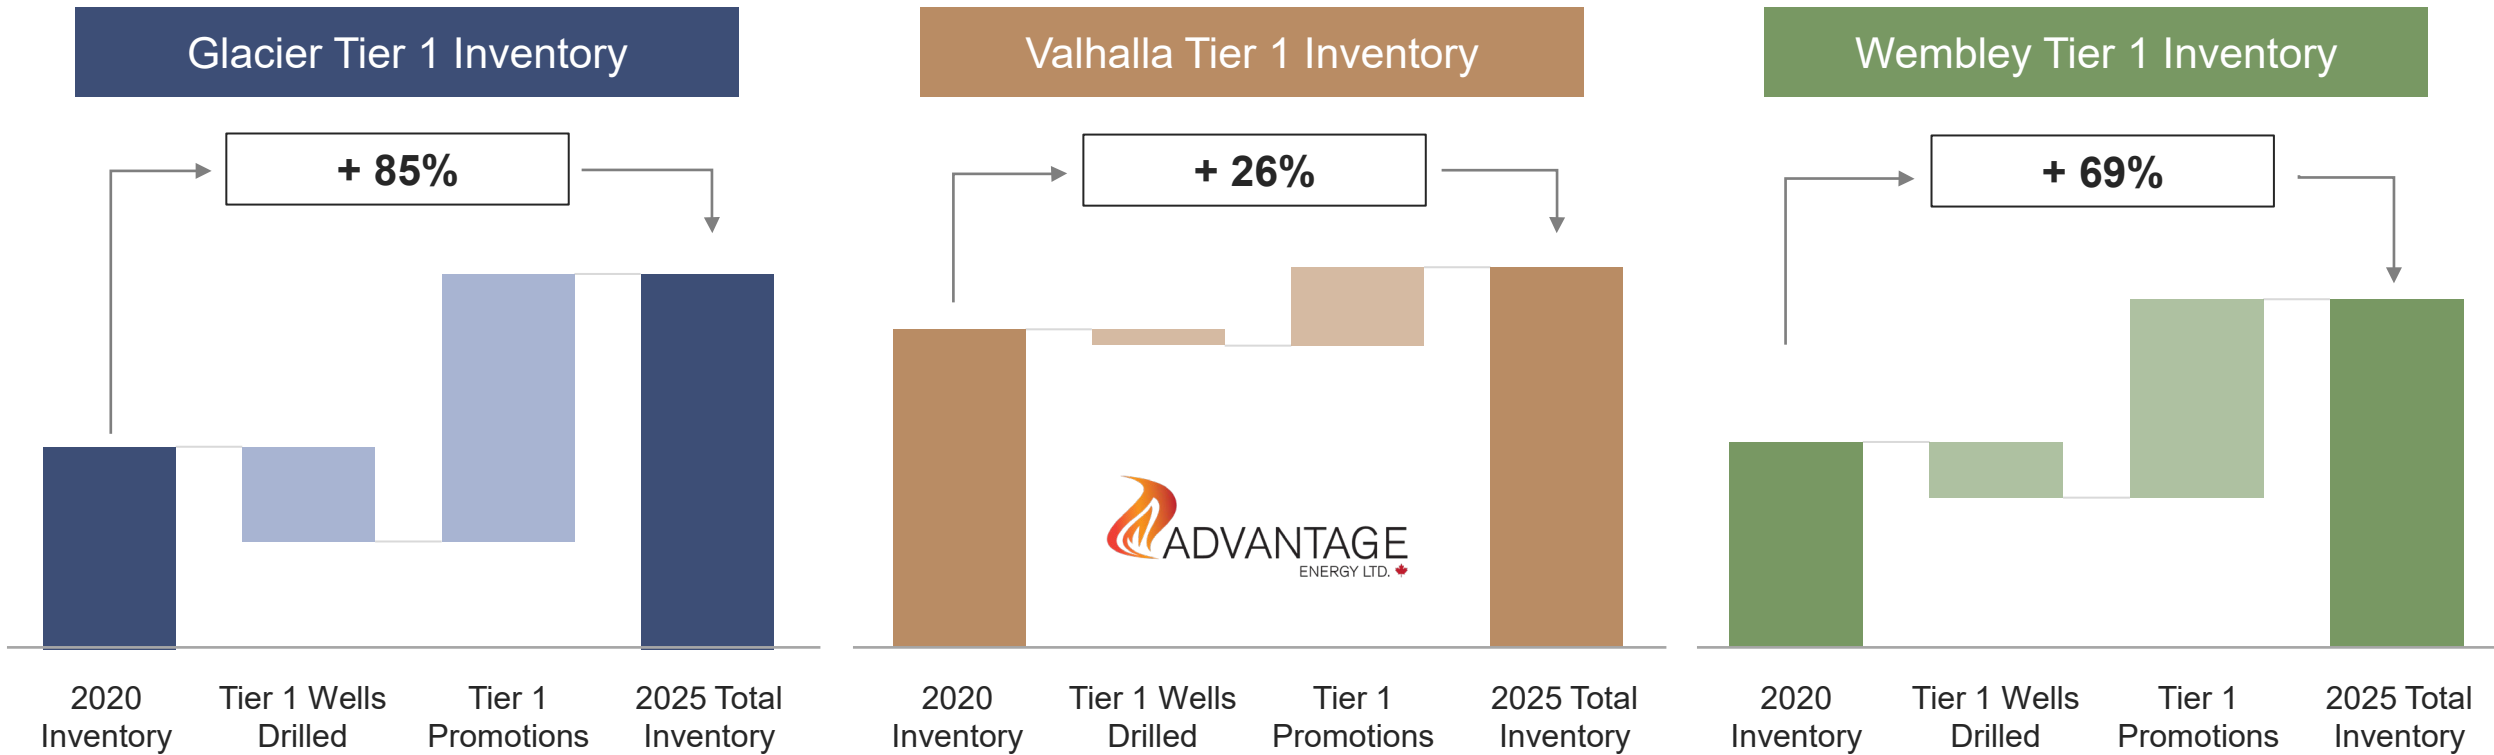 Glacier Tier 1 Inventory
+ 85%
2020
Inventory
Tier 1 Wells
Drilled
Tier 1
Promotions
2025 Total
Inventory
Valhalla Tier 1 Inventory
+ 26%
ADVANTAGE
ENERGY LTD.
2020
Inventory
Tier 1 Wells
Drilled
Tier 1
Promotions
2025 Total
Inventory
Wembley Tier 1 Inventory
+ 69%
2020
Inventory
Tier 1 Wells
Drilled
Tier 1
Promotions
2025 Total
Inventory